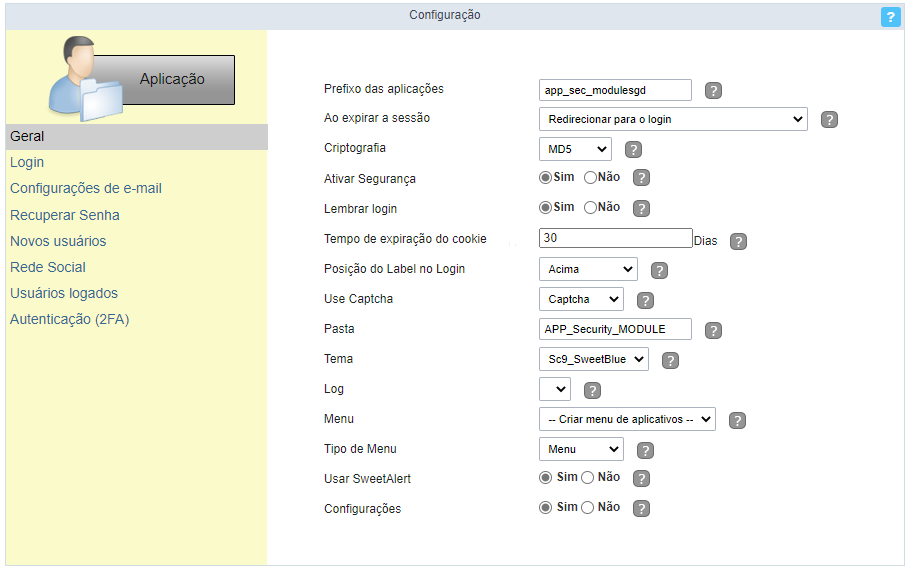 Configuração
?
Aplicação
Geral
Login
Configurações de e-mail
Recuperar Senha
Novos usuários
Rede Social
Usuários logados
Autenticação (2FA)
Prefixo das aplicações app_sec_modulesgd ?
Ao expirar a sessão Redirecionar para o login ?
Criptografia MD5 ?
Ativar Segurança Sim Não ?
Lembrar login Sim Não ?
Tempo de expiração do cookie 30 Dias ?
Posição do Label no Login Acima ?
Use Captcha Captcha ?
Pasta APP_Security_MODULE ?
Tema Sc9_SweetBlue ?
Log ?
Menu -- Criar menu de aplicativos -- ?
Tipo de Menu Menu ?
Usar SweetAlert Sim Não ?
Configurações Sim Não ?